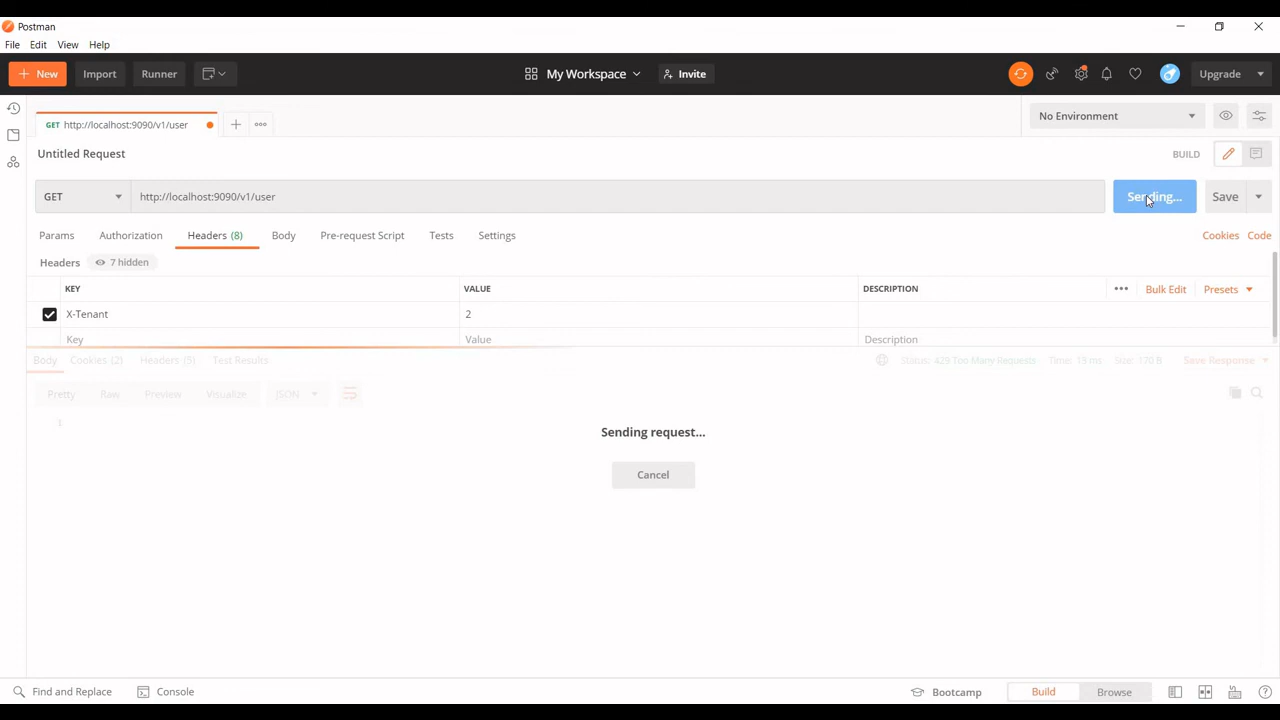 Postman
File Edit View Help
+ New Import Runner My Workspace Invite Upgrade
GET http://localhost:9090/v1/user No Environment
Untitled Request BUILD
GET http://localhost:9090/v1/user Sending... Save
Params Authorization Headers (8) Body Pre-request Script Tests Settings Cookies Code
Headers 7 hidden
KEY VALUE DESCRIPTION Bulk Edit Presets
X-Tenant 2
Key Value Description
Body Cookies (2) Headers (5) Test Results Status: 429 Too Many Requests Time: 13 ms Size: 170 B Save Response
Pretty Raw Preview Visualize JSON
1
Sending request...
Cancel
Find and Replace Console Bootcamp Build Browse